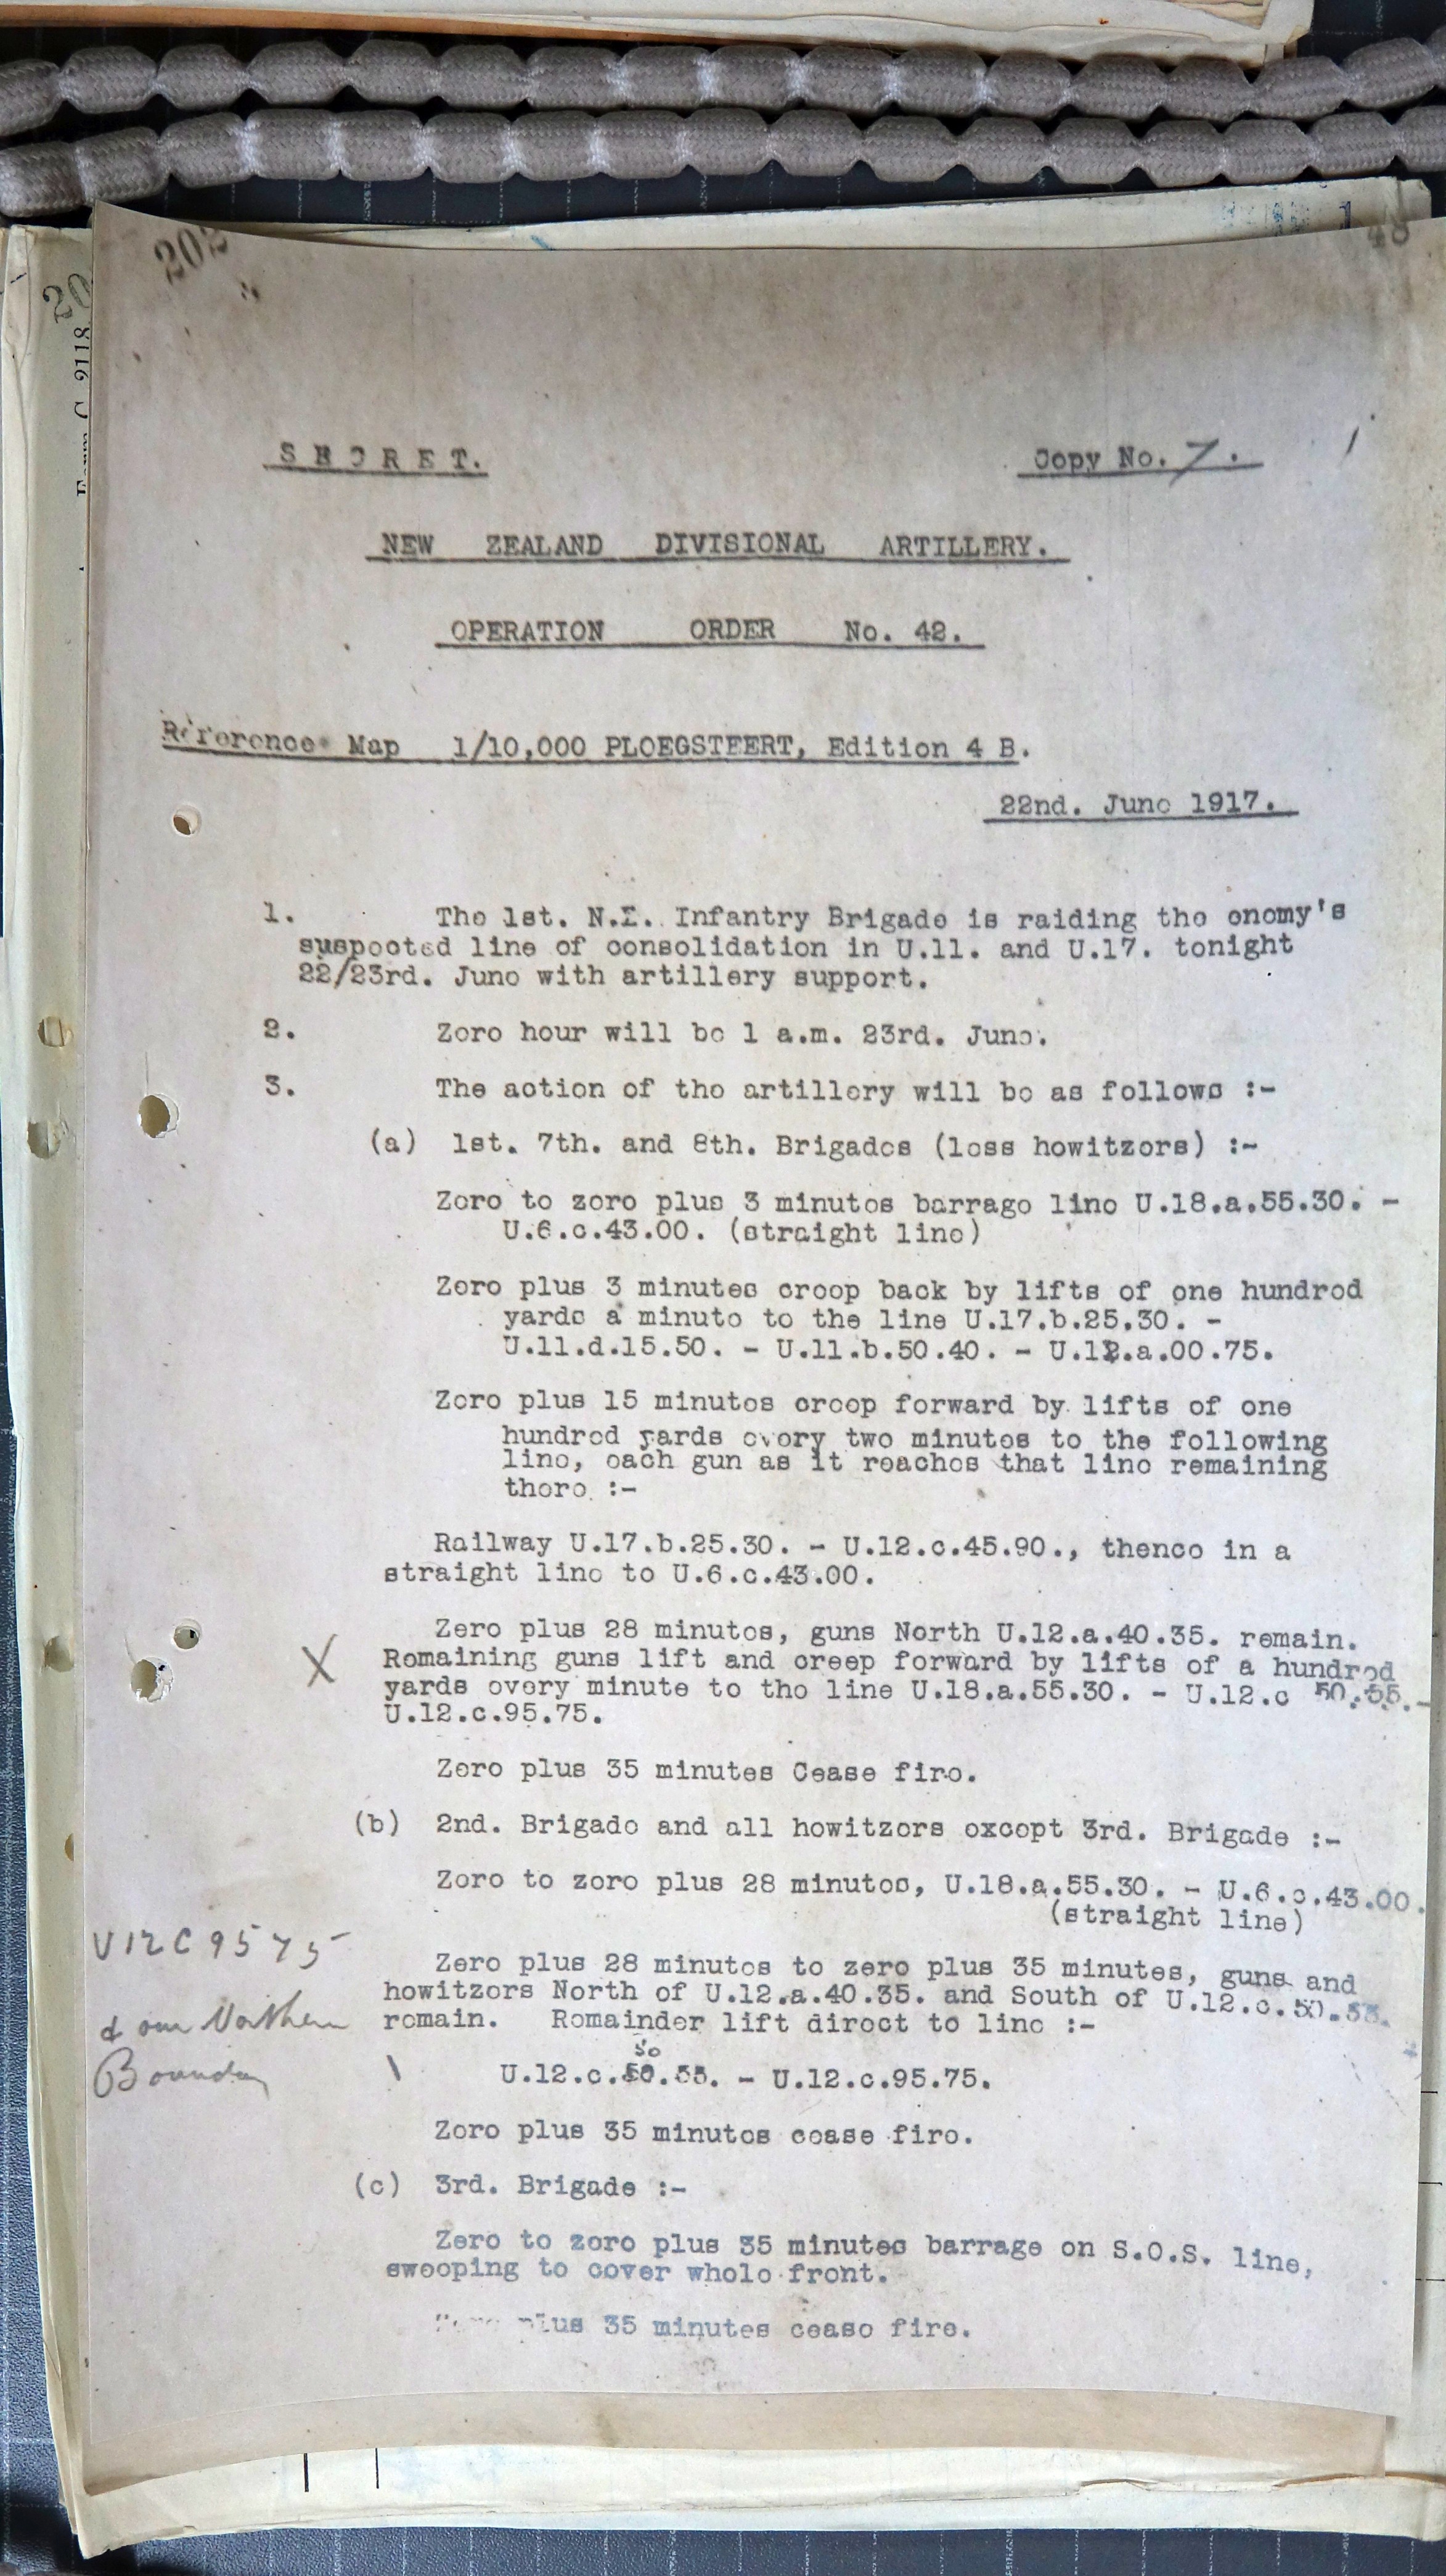 202
48
20
Form C. 2118.
SECRET. Copy No. 7.
NEW ZEALAND DIVISIONAL ARTILLERY.
OPERATION ORDER No. 42.
Reference Map 1/10,000 PLOEGSTEERT, Edition 4 B.
22nd. June 1917.
1. The 1st. N.Z. Infantry Brigade is raiding the enemy's
suspected line of consolidation in U.11. and U.17. tonight
22/23rd. June with artillery support.
2. Zero hour will be 1 a.m. 23rd. June.
3. The action of the artillery will be as follows :-
(a) 1st. 7th. and 8th. Brigades (less howitzers) :-
Zero to zero plus 3 minutes barrage line U.18.a.55.30. -
U.6.c.43.00. (straight line)
Zero plus 3 minutes creep back by lifts of one hundred
yards a minute to the line U.17.b.25.30. -
U.11.d.15.50. - U.11.b.50.40. - U.12.a.00.75.
Zero plus 15 minutes creep forward by lifts of one
hundred yards every two minutes to the following
line, each gun as it reaches that line remaining
there :-
Railway U.17.b.25.30. - U.12.c.45.90., thence in a
straight line to U.6.c.43.00.
X Zero plus 28 minutes, guns North U.12.a.40.35. remain.
Remaining guns lift and creep forward by lifts of a hundred
yards every minute to the line U.18.a.55.30. - U.12.c 50.55. -
U.12.c.95.75.
Zero plus 35 minutes Cease fire.
(b) 2nd. Brigade and all howitzers except 3rd. Brigade :-
Zero to zero plus 28 minutes, U.18.a.55.30. - U.6.c.43.00.
(straight line)
V12C9575
Zero plus 28 minutes to zero plus 35 minutes, guns and
howitzers North of U.12.a.40.35. and South of U.12.c.50.
& our Northern
remain. Remainder lift direct to line :-
Boundary
50
U.12.c. - U.12.c.95.75.
Zero plus 35 minutes cease fire.
(c) 3rd. Brigade :-
Zero to zero plus 35 minutes barrage on S.O.S. line,
sweeping to cover whole front.
Zero plus 35 minutes cease fire.